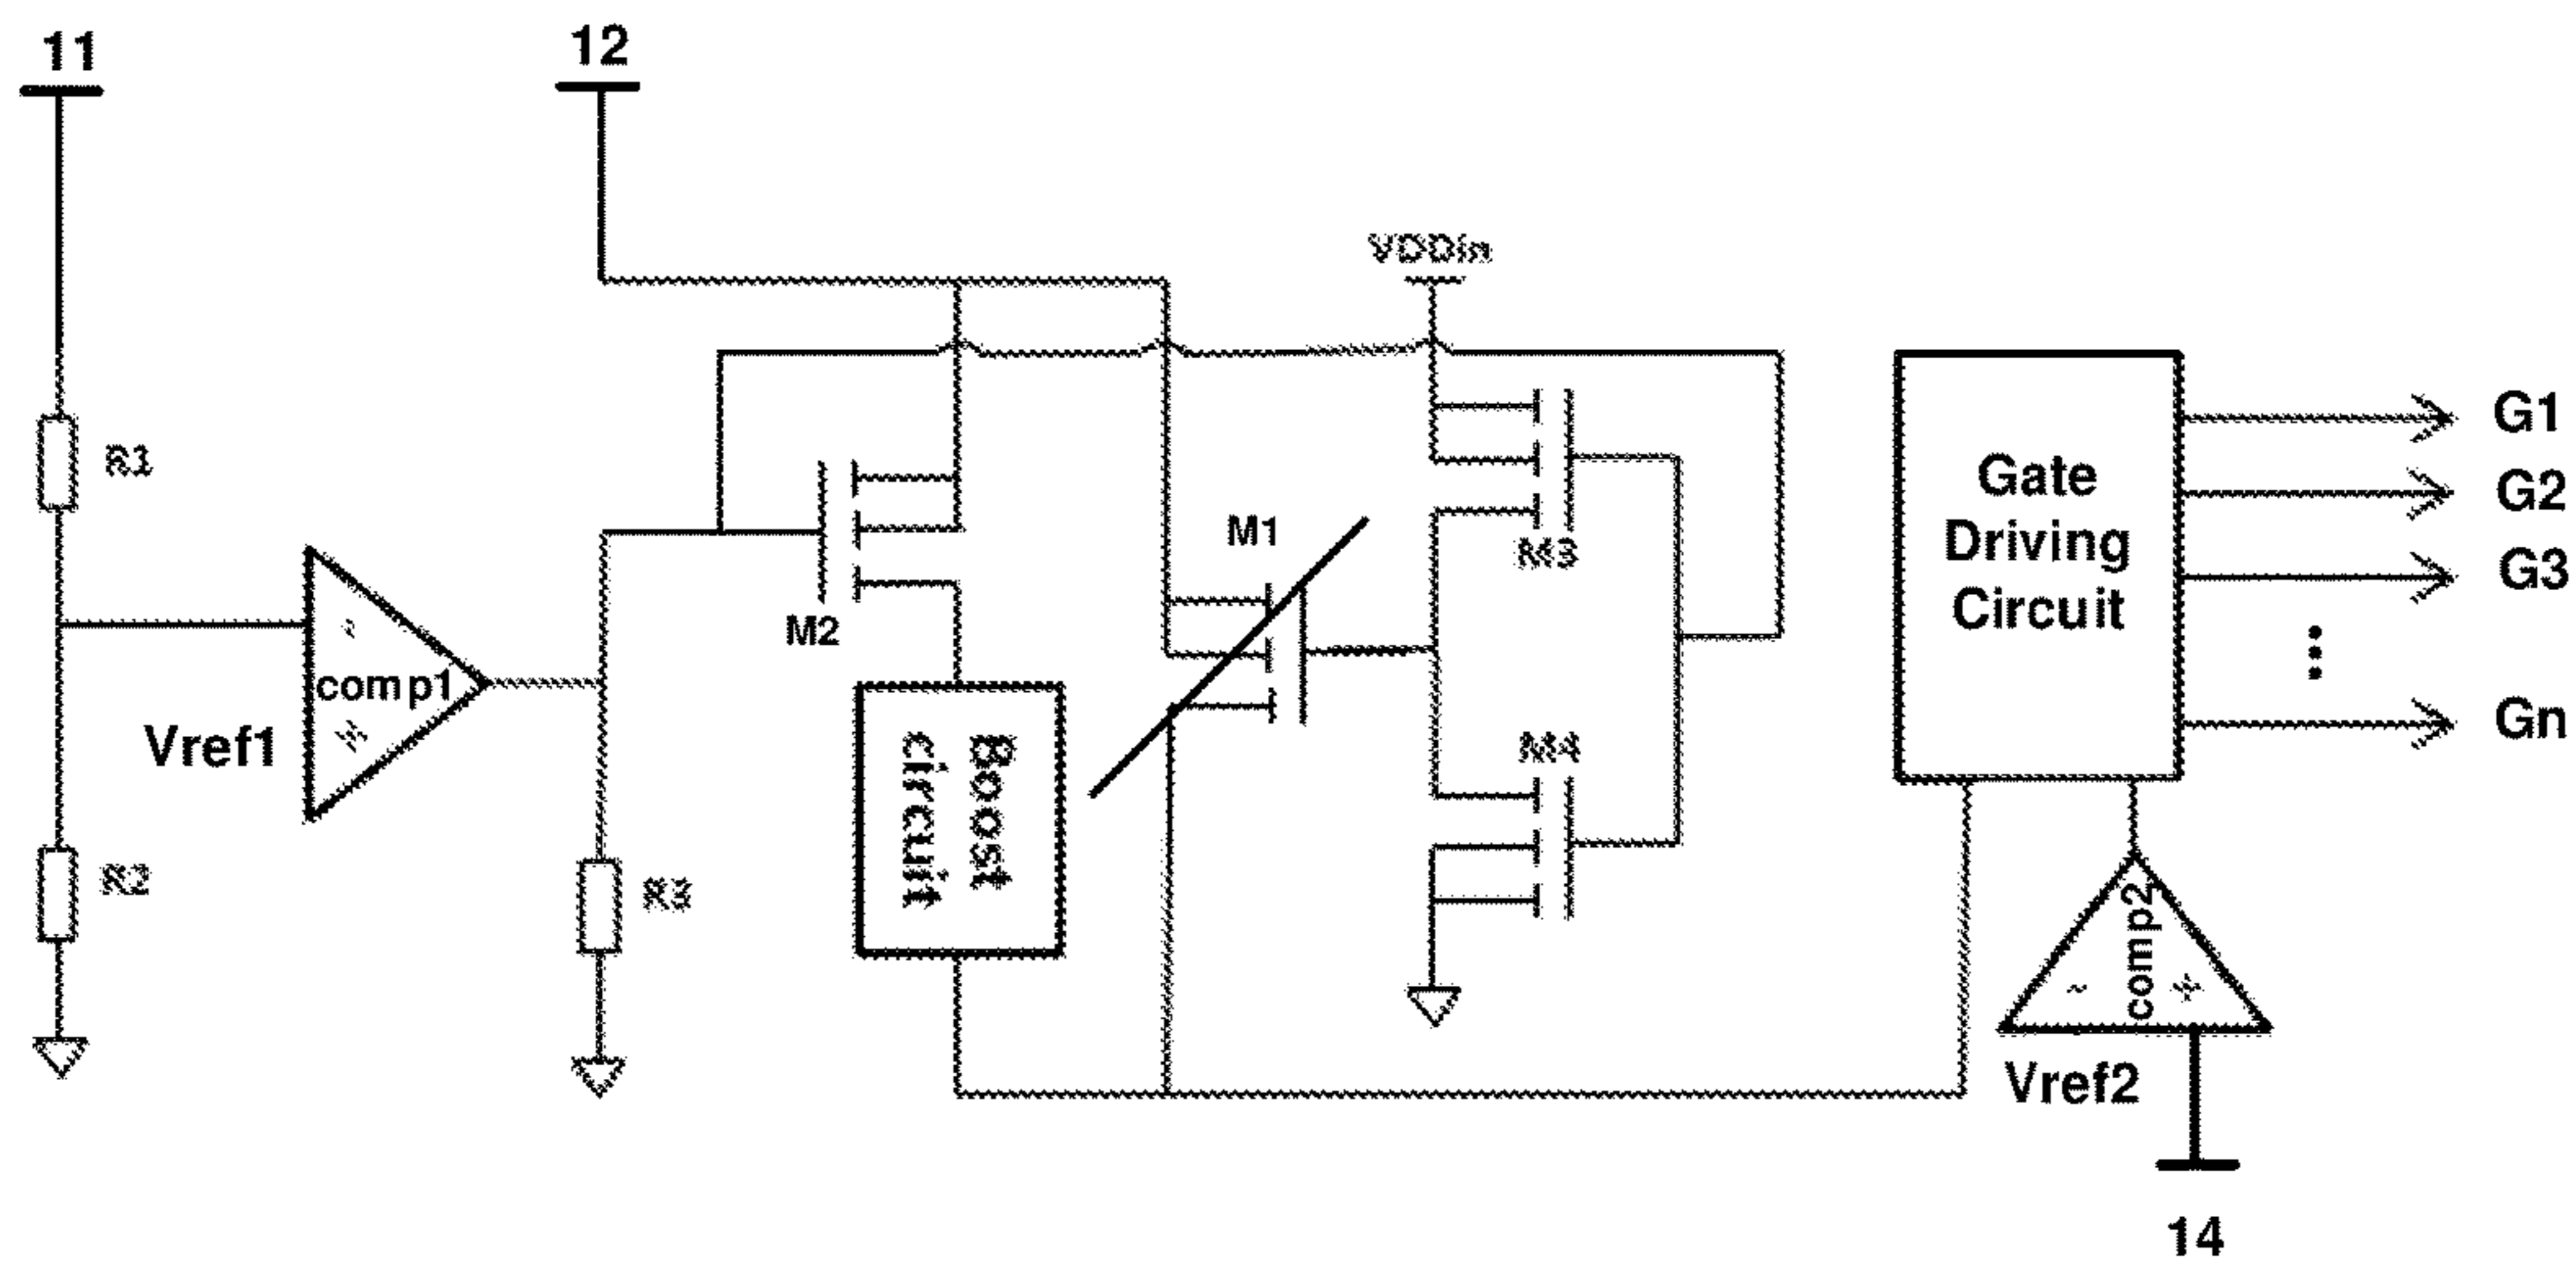 11
12
VDDin
R1
M2
M1
M3
Gate
Driving
Circuit
G1
G2
G3
...
Gn
-
comp1
+
Vref1
R2
R3
Boost
circuit
M4
comp2
-
+
Vref2
14